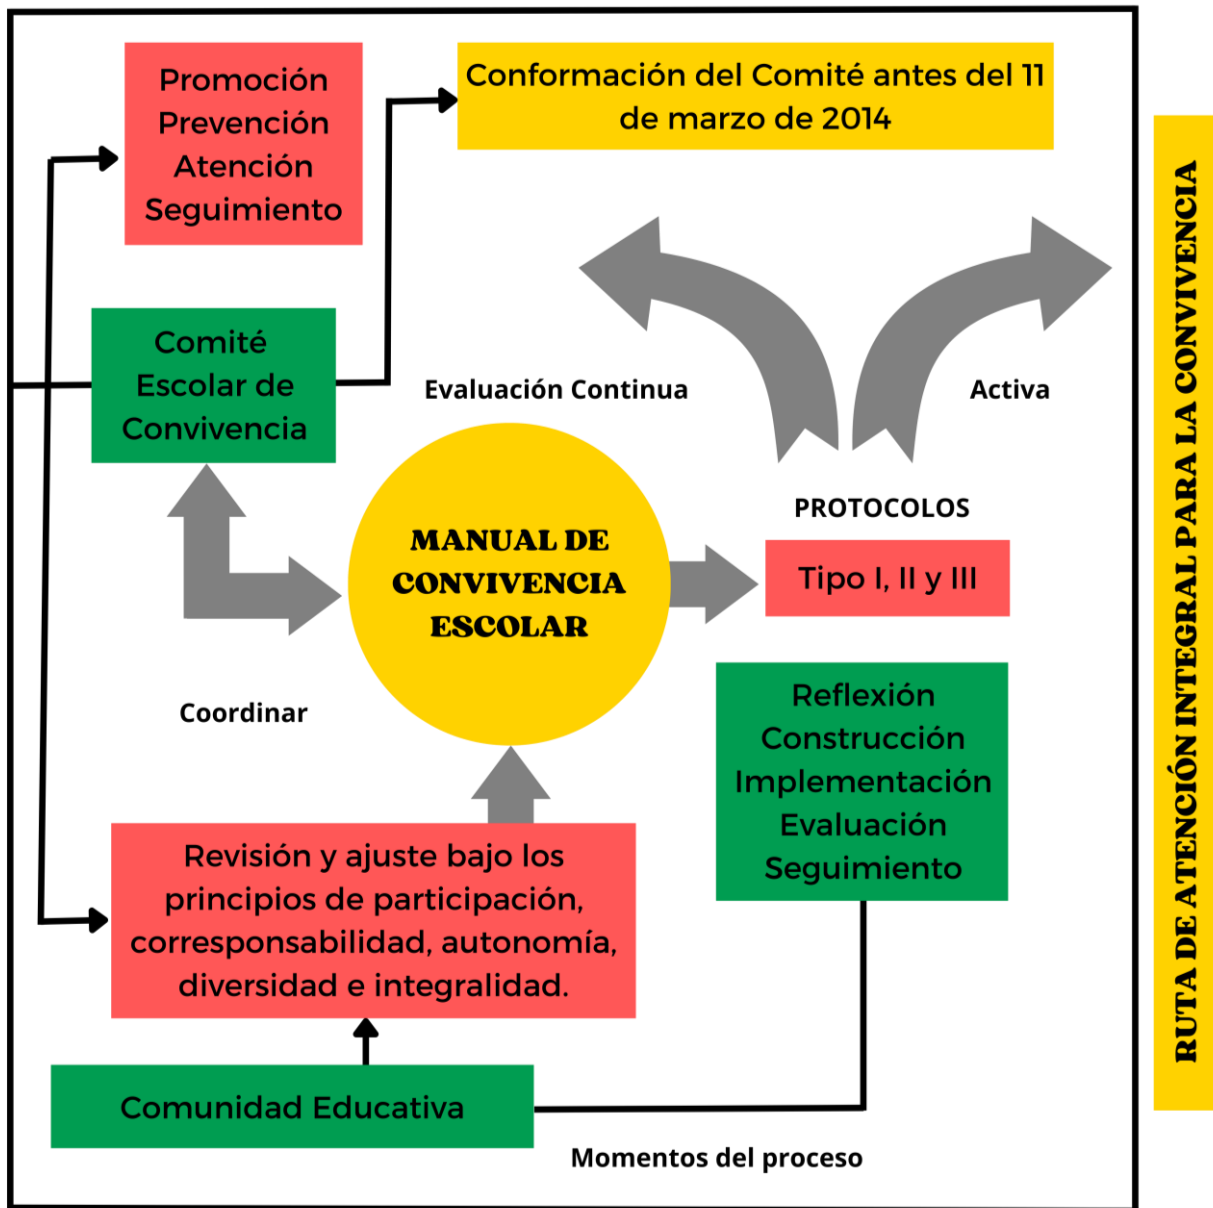 Promoción
Prevención
Atención
Seguimiento
Conformación del Comité antes del 11
de marzo de 2014
Comité
Escolar de
Convivencia
Evaluación Continua
Activa
PROTOCOLOS
Tipo I, II y III
MANUAL DE
CONVIVENCIA
ESCOLAR
Coordinar
Reflexión
Construcción
Implementación
Evaluación
Seguimiento
Revisión y ajuste bajo los
principios de participación,
corresponsabilidad, autonomía,
diversidad e integralidad.
Comunidad Educativa
Momentos del proceso
RUTA DE ATENCIÓN INTEGRAL PARA LA CONVIVENCIA